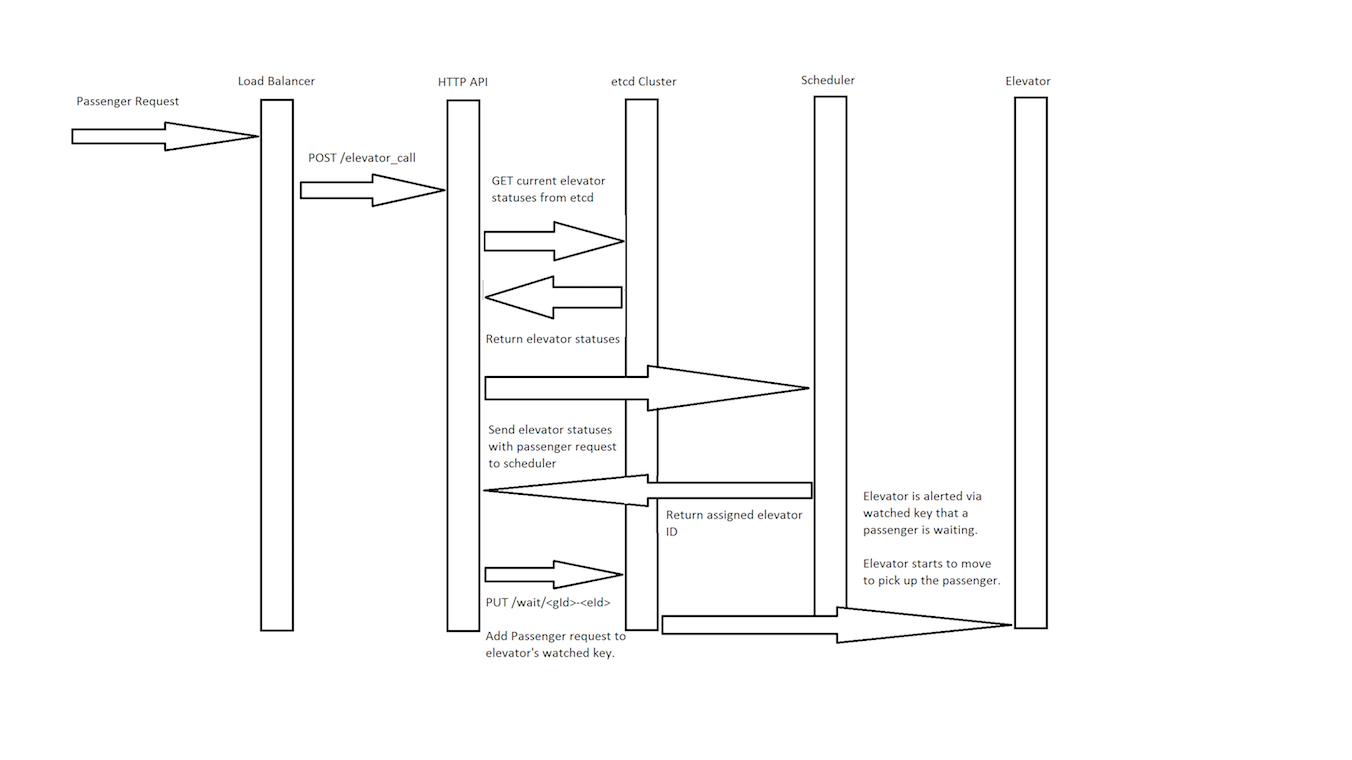 Load Balancer
HTTP API
etcd Cluster
Scheduler
Elevator
Passenger Request
POST /elevator_call
GET current elevator
statuses from etcd
Return elevator statuses
Send elevator statuses
with passenger request
to scheduler
Return assigned elevator
ID
Elevator is alerted via
watched key that a
passenger is waiting.
Elevator starts to move
to pick up the passenger.
PUT /wait/<gId>-<eId>
Add Passenger request to
elevator's watched key.